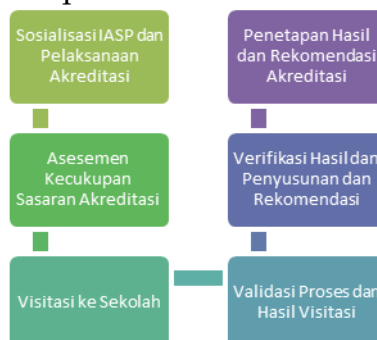 Sosialisasi IASP dan
Pelaksanaan
Akreditasi
Asesemen
Kecukupan
Sasaran Akreditasi
Visitasi ke Sekolah
Validasi Proses dan
Hasil Visitasi
Verifikasi Hasil dan
Penyusunan dan
Rekomendasi
Penetapan Hasil
dan Rekomendasi
Akreditasi